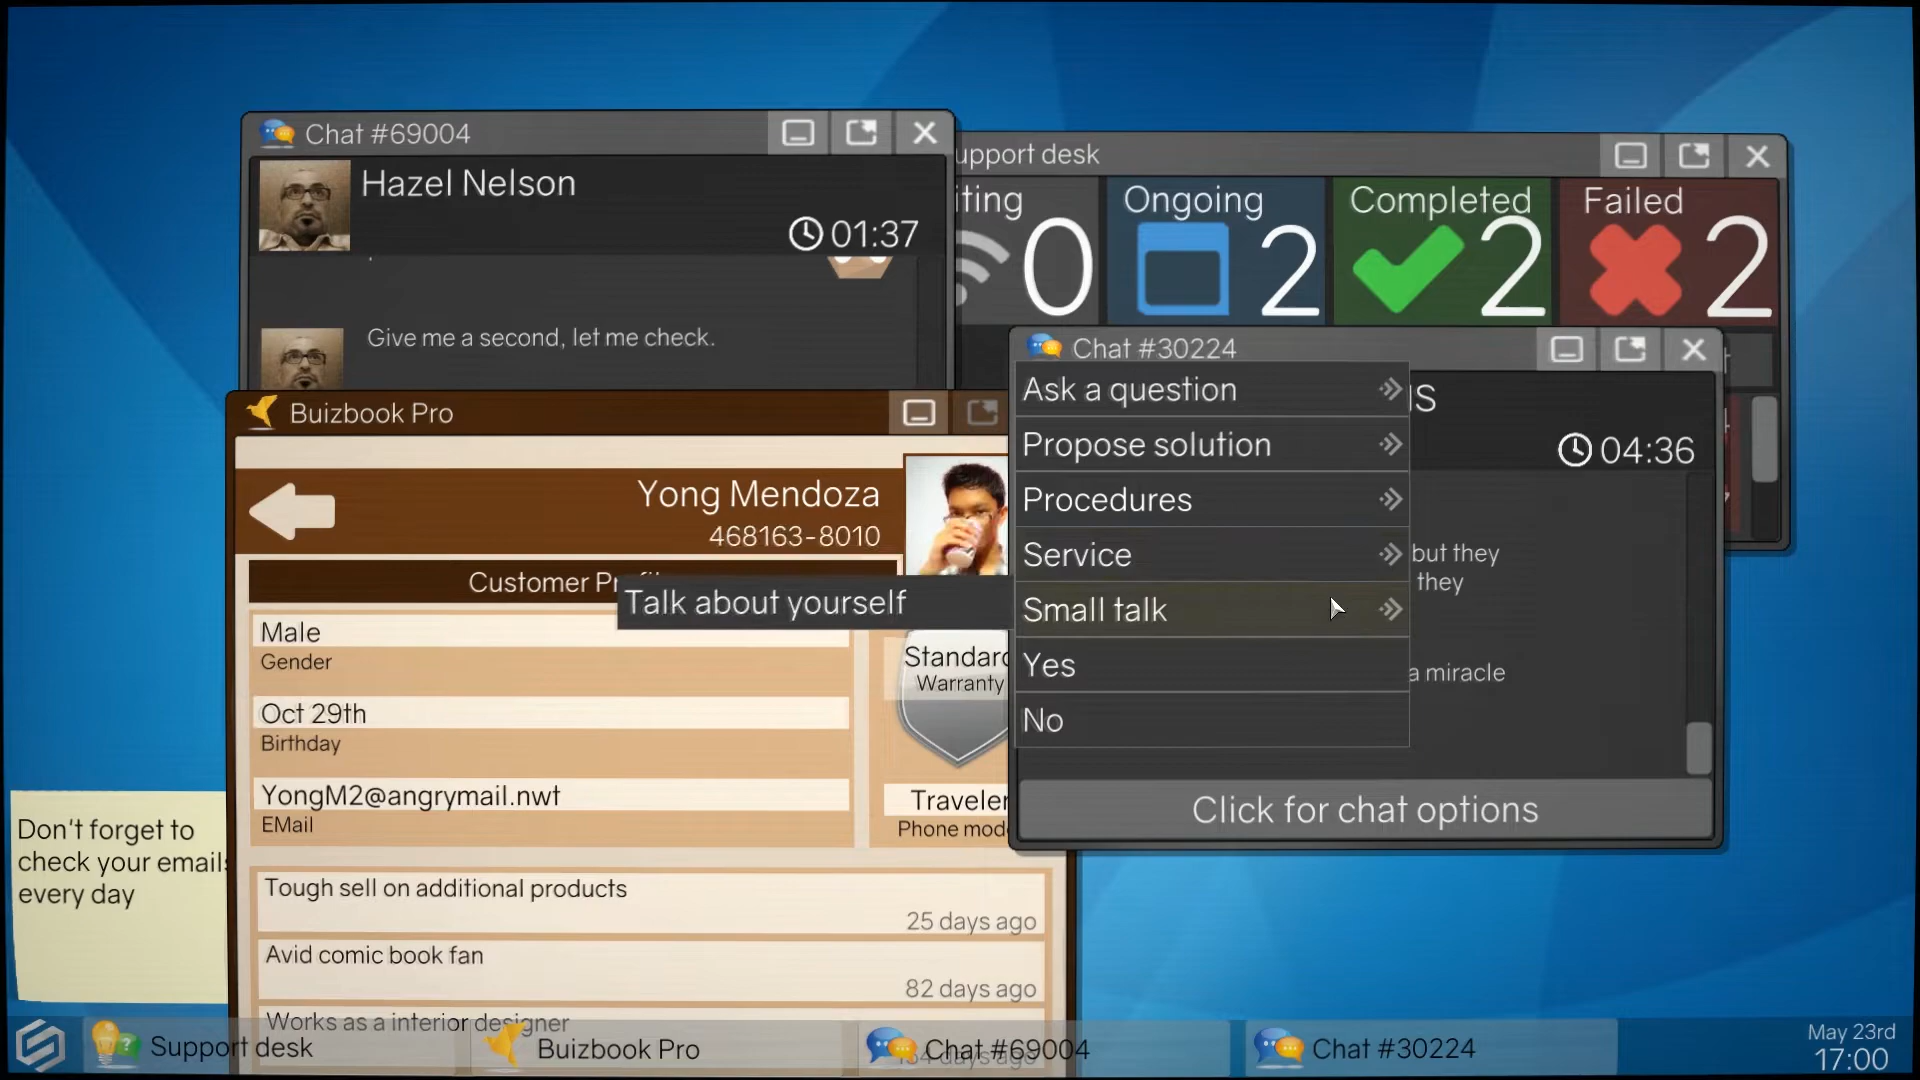 Chat #69004
Hazel Nelson
01:37
Give me a second, let me check.
upport desk
iting
0
Ongoing
2
Completed
2
Failed
2
Buizbook Pro
Yong Mendoza
468163-8010
Customer
Male
Gender
Oct 29th
Birthday
YongM2@angrymail.nwt
EMail
Standard
Warranty
Traveler
Phone mod
Tough sell on additional products
25 days ago
Avid comic book fan
82 days ago
Works as a interior designer
days ago
Talk about yourself
Chat #30224
04:36
Ask a question
Propose solution
Procedures
Service
Small talk
Yes
No
but they
they
a miracle
Click for chat options
Don't forget to
check your emails
every day
Support desk
Buizbook Pro
Chat #69004
Chat #30224
May 23rd
17:00